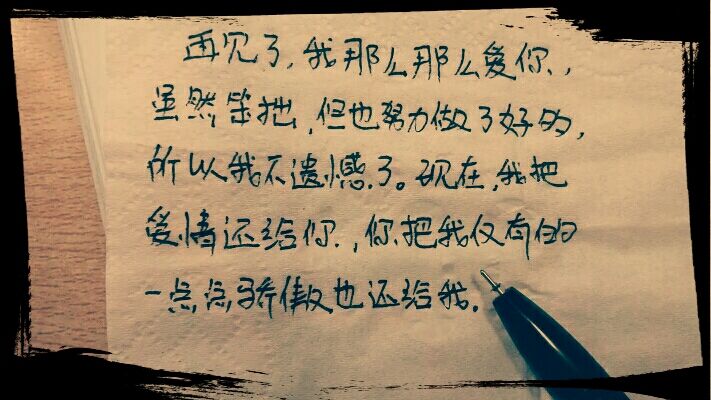 再见了,我那么那么愛你,
虽然笨拙,但也努力做了好的,
所以我不遗憾了。现在,我把
爱情还给你,你把我仅有的
一点点骄傲也还给我.